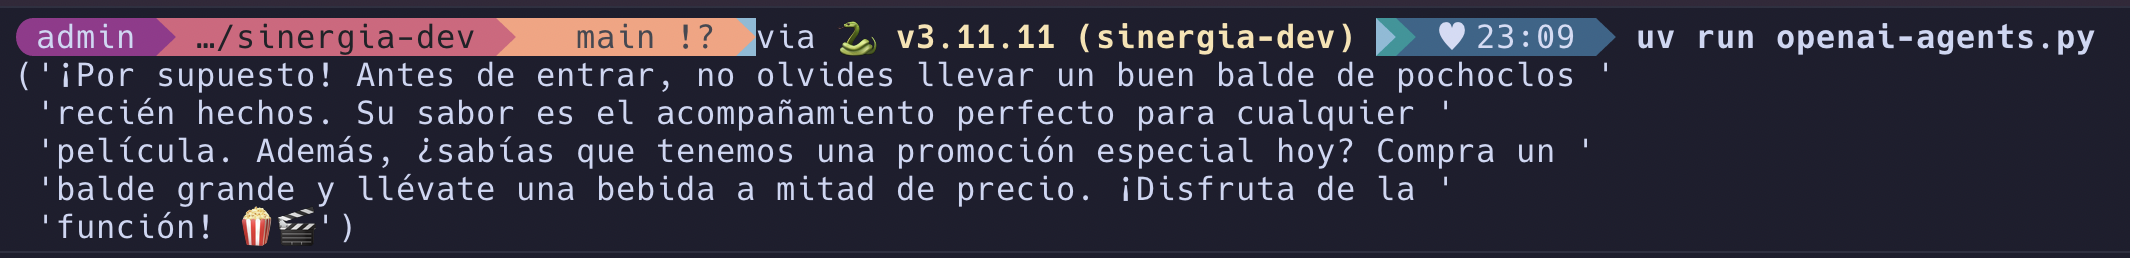 admin …/sinergia-dev main !? via 🐍 v3.11.11 (sinergia-dev) ♥ 23:09 uv run openai-agents.py
('¡Por supuesto! Antes de entrar, no olvides llevar un buen balde de pochoclos '
'recién hechos. Su sabor es el acompañamiento perfecto para cualquier '
'película. Además, ¿sabías que tenemos una promoción especial hoy? Compra un '
'balde grande y llévate una bebida a mitad de precio. ¡Disfruta de la '
'función! 🍿🎬')